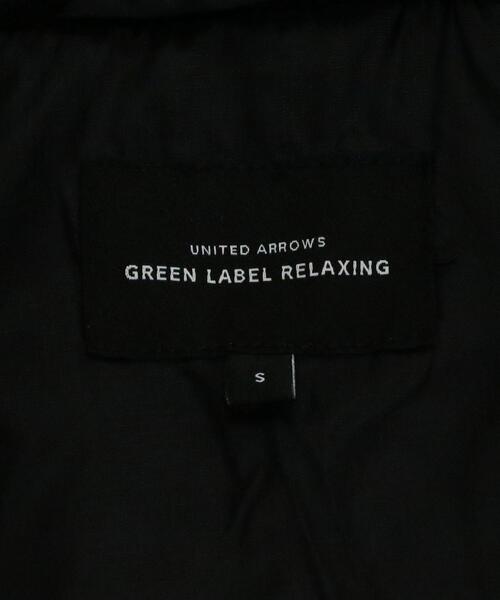 UNITED ARROWS
GREEN LABEL RELAXING
S